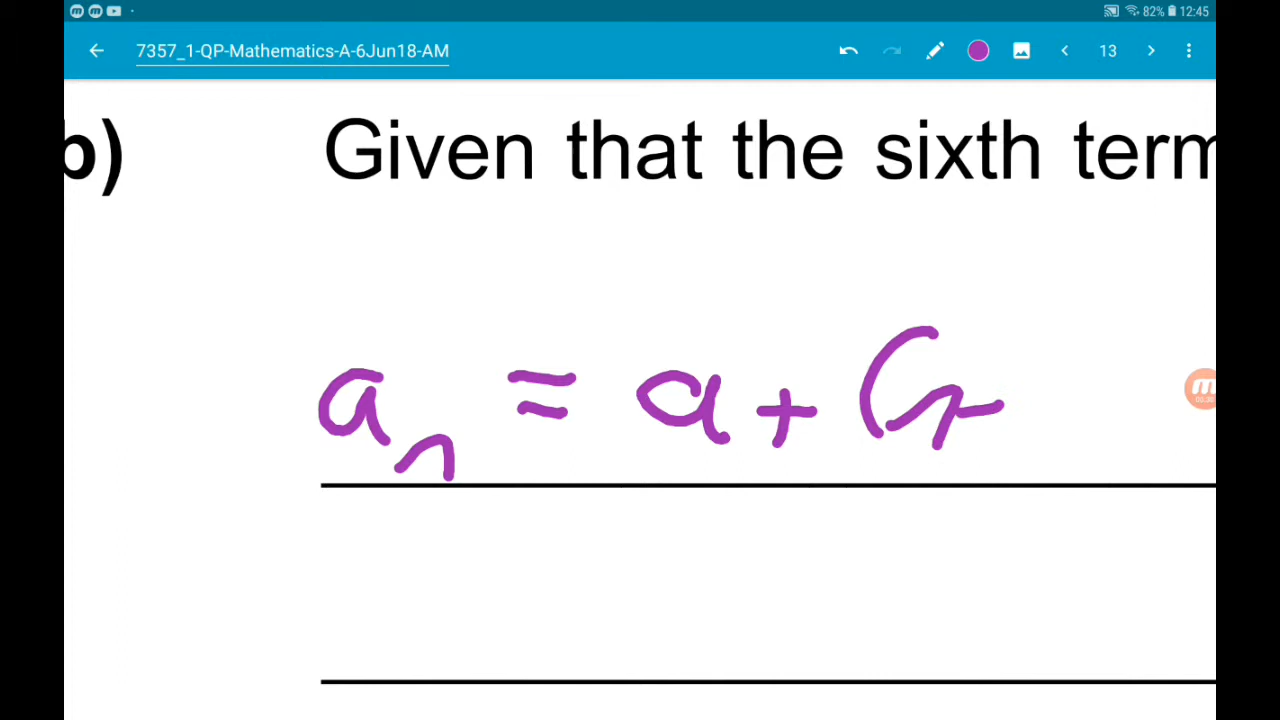 82% 12:45
7357_1-QP-Mathematics-A-6Jun18-AM 13
b) Given that the sixth term
aₙ = a + (n-